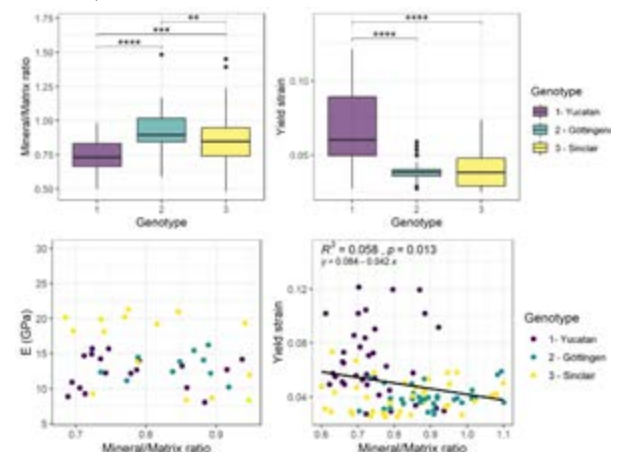 **
***
****
1.75
1.50
1.25
1.00
0.75
0.50
Mineral/Matrix ratio
1 2 3
Genotype
****
****
0.10
0.05
Yield strain
1 2 3
Genotype
Genotype
1- Yucatan
2 - Göttingen
3 - Sinclair
30
25
20
15
10
5
E (GPa)
0.7 0.8 0.9
Mineral/Matrix ratio
R² = 0.058 , p = 0.013
y = 0.084 - 0.042 x
0.12
0.08
0.04
Yield strain
0.6 0.7 0.8 0.9 1.0 1.1
Mineral/Matrix ratio
Genotype
1- Yucatan
2 - Göttingen
3 - Sinclair